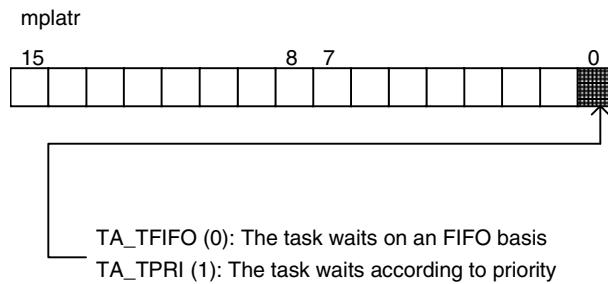 mplatr
15 8 7 0
TA_TFIFO (0): The task waits on an FIFO basis
TA_TPRI (1): The task waits according to priority